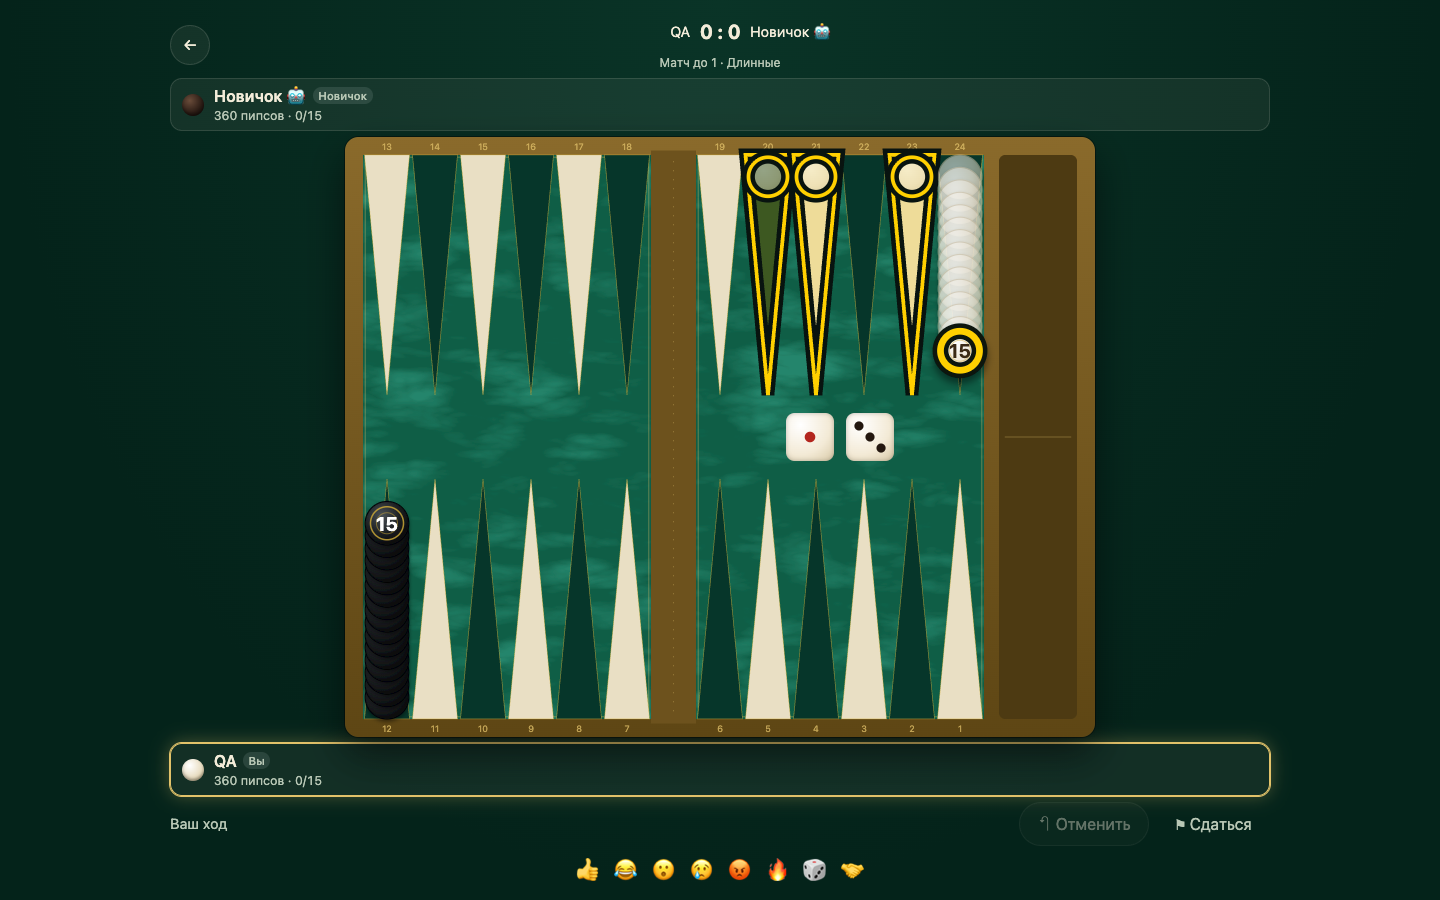 QA 0 : 0 Новичок
Матч до 1 · Длинные
Новичок Новичок
360 пипсов · 0/15
13 14 15 16 17 18 19 20 21 22 23 24
15
15
12 11 10 9 8 7 6 5 4 3 2 1
QA Вы
360 пипсов · 0/15
Ваш ход
Отменить
Сдаться